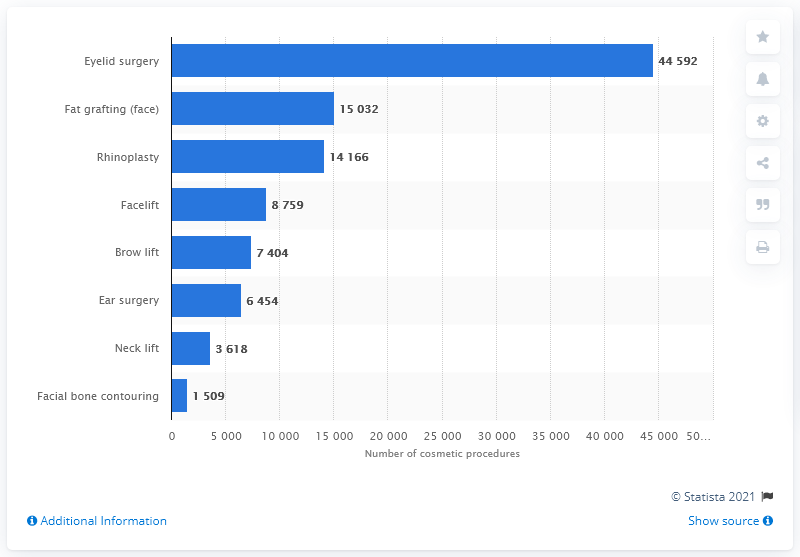 Eyelid surgery 44 592
Fat grafting (face) 15 032
Rhinoplasty 14 166
Facelift 8 759
Brow lift 7 404
Ear surgery 6 454
Neck lift 3 618
Facial bone contouring 1 509
0 5 000 10 000 15 000 20 000 25 000 30 000 35 000 40 000 45 000 50...
Number of cosmetic procedures
© Statista 2021
Additional Information Show source